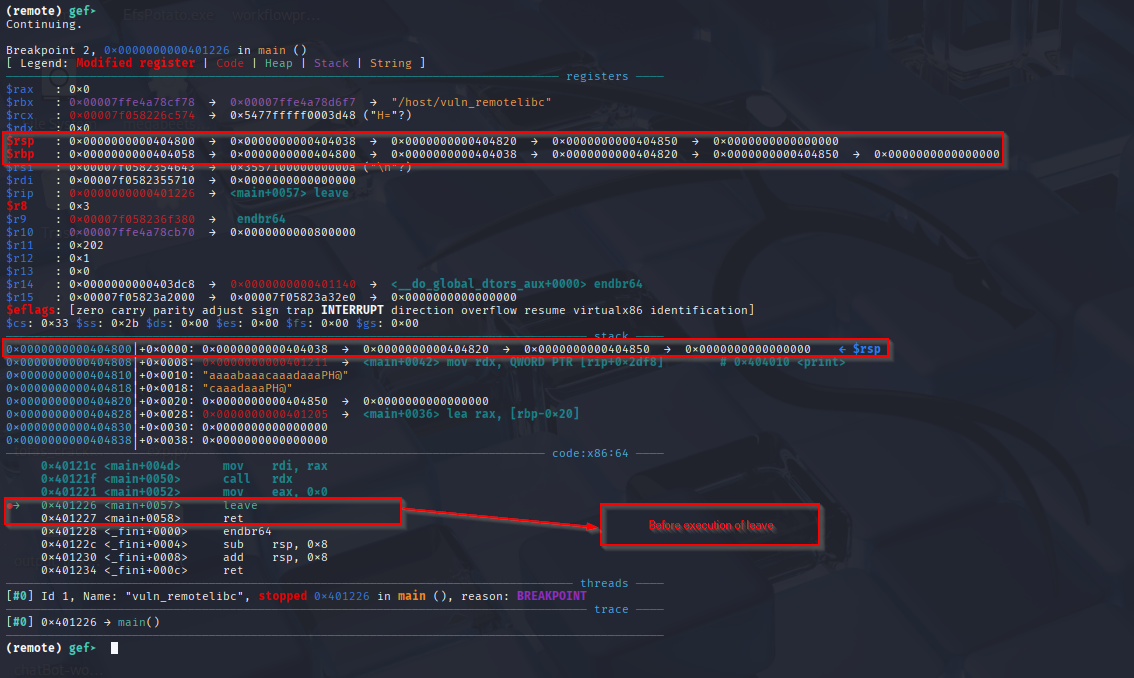 EfsPotato.exe workflowpr...
(remote) gef➤
Continuing.
Breakpoint 2, 0×0000000000401226 in main ()
[ Legend: Modified register | Code | Heap | Stack | String ]
registers
$rax : 0×0
$rbx : 0×00007ffe4a78cf78 → 0×00007ffe4a78d6f7 → "/host/vuln_remotelibc"
$rcx : 0×00007f058226c574 → 0×5477fffff0003d48 ("H="?)
$rdx : 0×0
$rsp : 0×0000000000404800 → 0×0000000000404038 → 0×0000000000404820 → 0×0000000000404850 → 0×0000000000000000
$rbp : 0×0000000000404058 → 0×0000000000404800 → 0×0000000000404038 → 0×0000000000404820 → 0×0000000000404850 → 0×0000000000000000
$rsi : 0×00007f0582354643 → 0×355710000000000a ("\n"?)
$rdi : 0×00007f0582355710 → 0×0000000000000000
$rip : 0×0000000000401226 → <main+0057> leave
$r8 : 0×3
$r9 : 0×00007f058236f380 → endbr64
$r10 : 0×00007ffe4a78cb70 → 0×0000000000800000
$r11 : 0×202
$r12 : 0×1
$r13 : 0×0
$r14 : 0×0000000000403dc8 → 0×0000000000401140 → <__do_global_dtors_aux+0000> endbr64
$r15 : 0×00007f05823a2000 → 0×00007f05823a32e0 → 0×0000000000000000
$eflags: [zero carry parity adjust sign trap INTERRUPT direction overflow resume virtualx86 identification]
$cs: 0×33 $ss: 0×2b $ds: 0×00 $es: 0×00 $fs: 0×00 $gs: 0×00
stack
0×0000000000404800│+0×0000: 0×0000000000404038 → 0×0000000000404820 → 0×0000000000404850 → 0×0000000000000000 ← $rsp
0×0000000000404808│+0×0008: 0×0000000000401211 → <main+0042> mov rdx, QWORD PTR [rip+0×2df8] # 0×404010 <print>
0×0000000000404810│+0×0010: "aaaabaaacaaadaaaPH@"
0×0000000000404818│+0×0018: "caaadaaaPH@"
0×0000000000404820│+0×0020: 0×0000000000404850 → 0×0000000000000000
0×0000000000404828│+0×0028: 0×0000000000401205 → <main+0036> lea rax, [rbp-0×20]
0×0000000000404830│+0×0030: 0×0000000000000000
0×0000000000404838│+0×0038: 0×0000000000000000
code:x86:64
0×40121c <main+004d> mov rdi, rax
0×40121f <main+0050> call rdx
0×401221 <main+0052> mov eax, 0×0
●→ 0×401226 <main+0057> leave
0×401227 <main+0058> ret
0×401228 <_fini+0000> endbr64
0×40122c <_fini+0004> sub rsp, 0×8
0×401230 <_fini+0008> add rsp, 0×8
0×401234 <_fini+000c> ret
Before execution of leave
threads
[#0] Id 1, Name: "vuln_remotelibc", stopped 0×401226 in main (), reason: BREAKPOINT
trace
[#0] 0×401226 → main()
(remote) gef➤